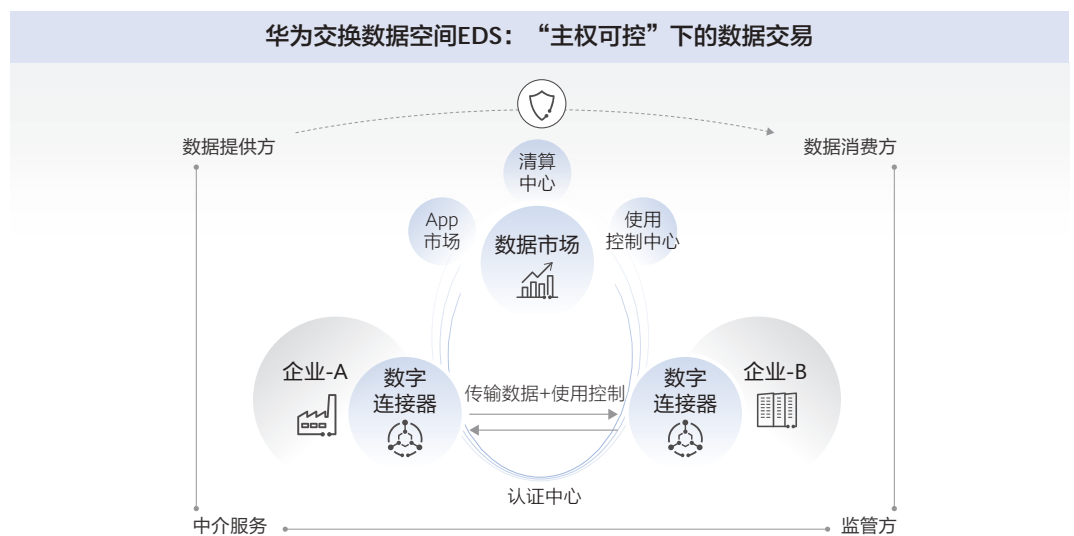 华为交换数据空间EDS：“主权可控”下的数据交易
数据提供方
数据消费方
清算
中心
App
市场
数据市场
使用
控制中心
企业-A
数字
连接器
传输数据+使用控制
数字
连接器
企业-B
认证中心
中介服务
监管方